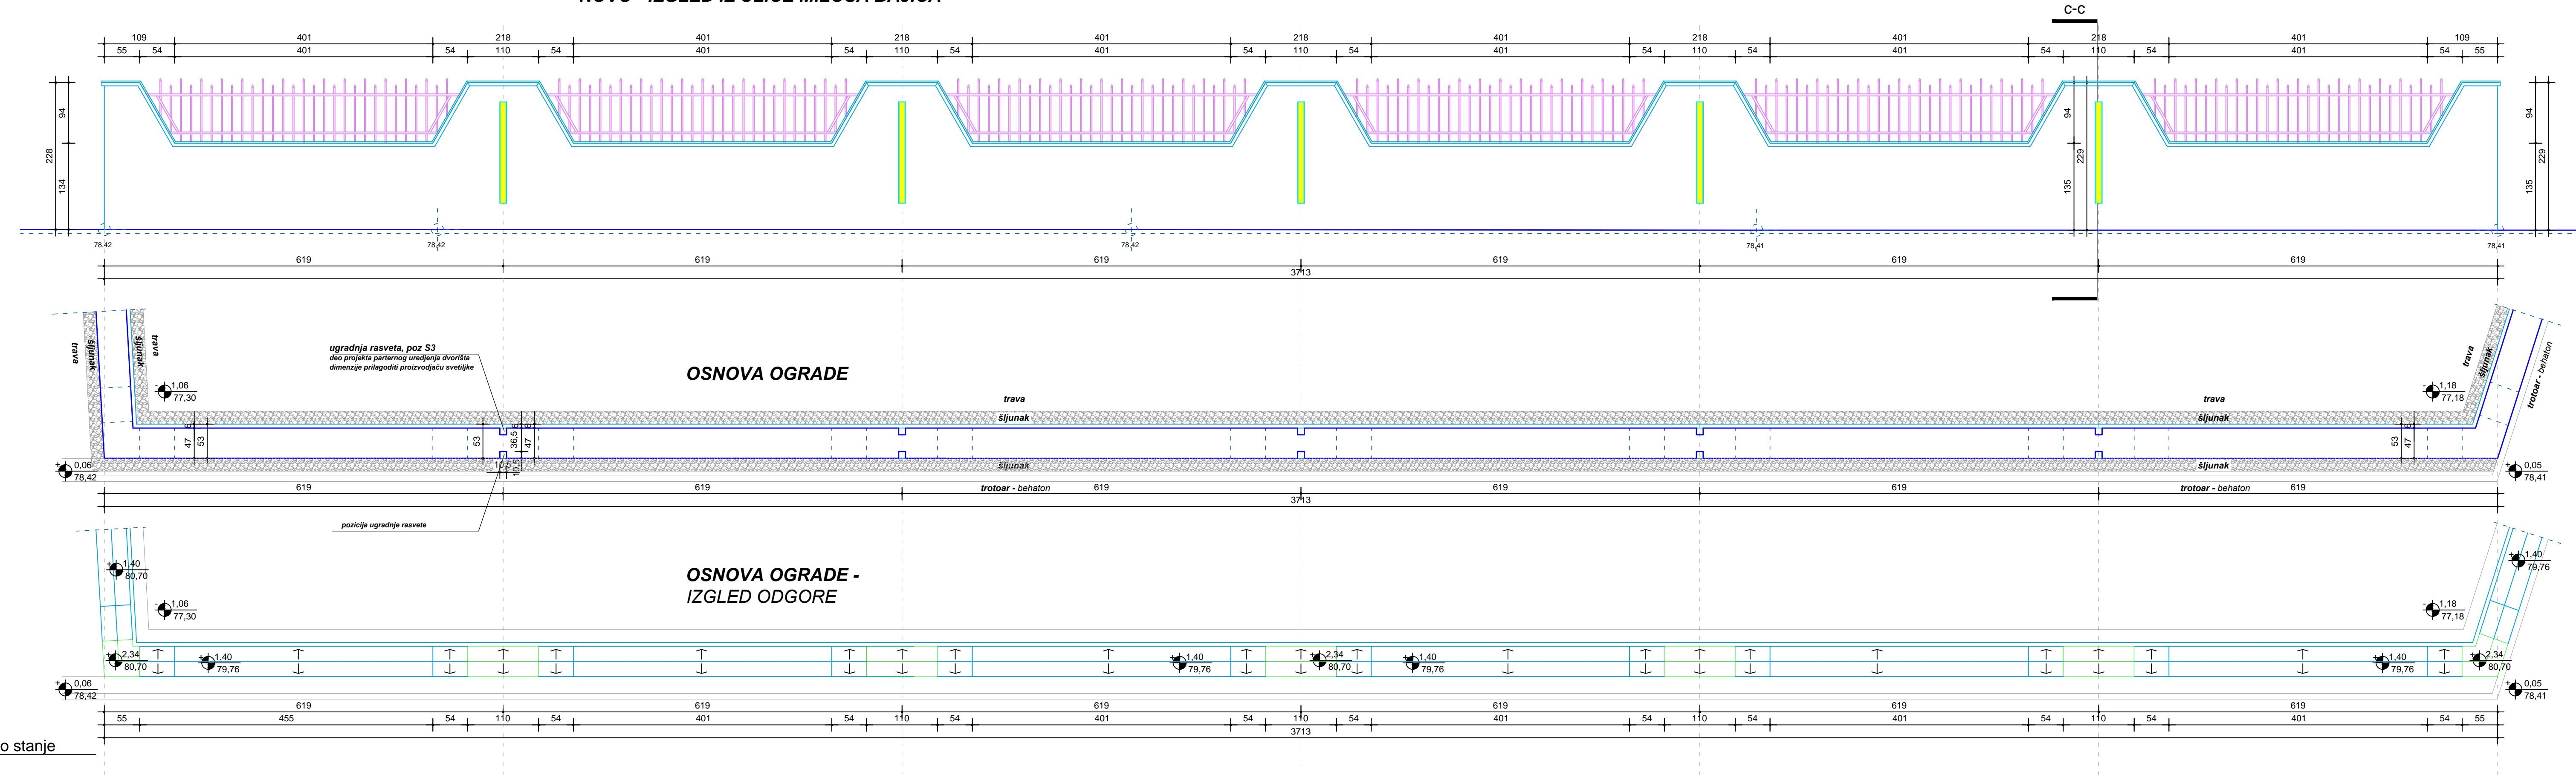 C-C
109 401 218 401 218 401 218 401 218 401 218 401 109
55 54 401 54 110 54 401 54 110 54 401 54 110 54 401 54 110 54 401 54 110 54 401 54 55
94
228
134
94
229
135
94
229
135
78,42 78,42 78,42 78,41 78,41
619 619 619 619 619 619
3713
trava
šljunak
šljunak
trava
ugradnja rasveta, poz S3
deo projekta parternog uredjenja dvorišta
dimenzije prilagoditi proizvodjaču svetiljke
OSNOVA OGRADE
trava
šljunak
trotoar - behaton
- 1,06
77,30
- 1,18
77,18
trava
šljunak
trava
šljunak
47 6
53
53
36,5 6
47 6
10,5
10,5
53
47 6
+ 0,06
78,42
šljunak
šljunak
+ 0,05
78,41
trotoar - behaton
trotoar - behaton
619 619 619 619 619 619
3713
pozicija ugradnje rasvete
OSNOVA OGRADE -
IZGLED ODGORE
+ 1,40
80,70
+ 1,40
79,76
- 1,06
77,30
- 1,18
77,18
+ 2,34
80,70
+ 1,40
79,76
+ 1,40
79,76
+ 2,34
80,70
+ 1,40
79,76
+ 1,40
79,76
+ 2,34
80,70
+ 0,06
78,42
+ 0,05
78,41
619 619 619 619 619 619
55 455 54 110 54 401 54 110 54 401 54 110 54 401 54 110 54 401 54 110 54 401 54 55
3713
o stanje